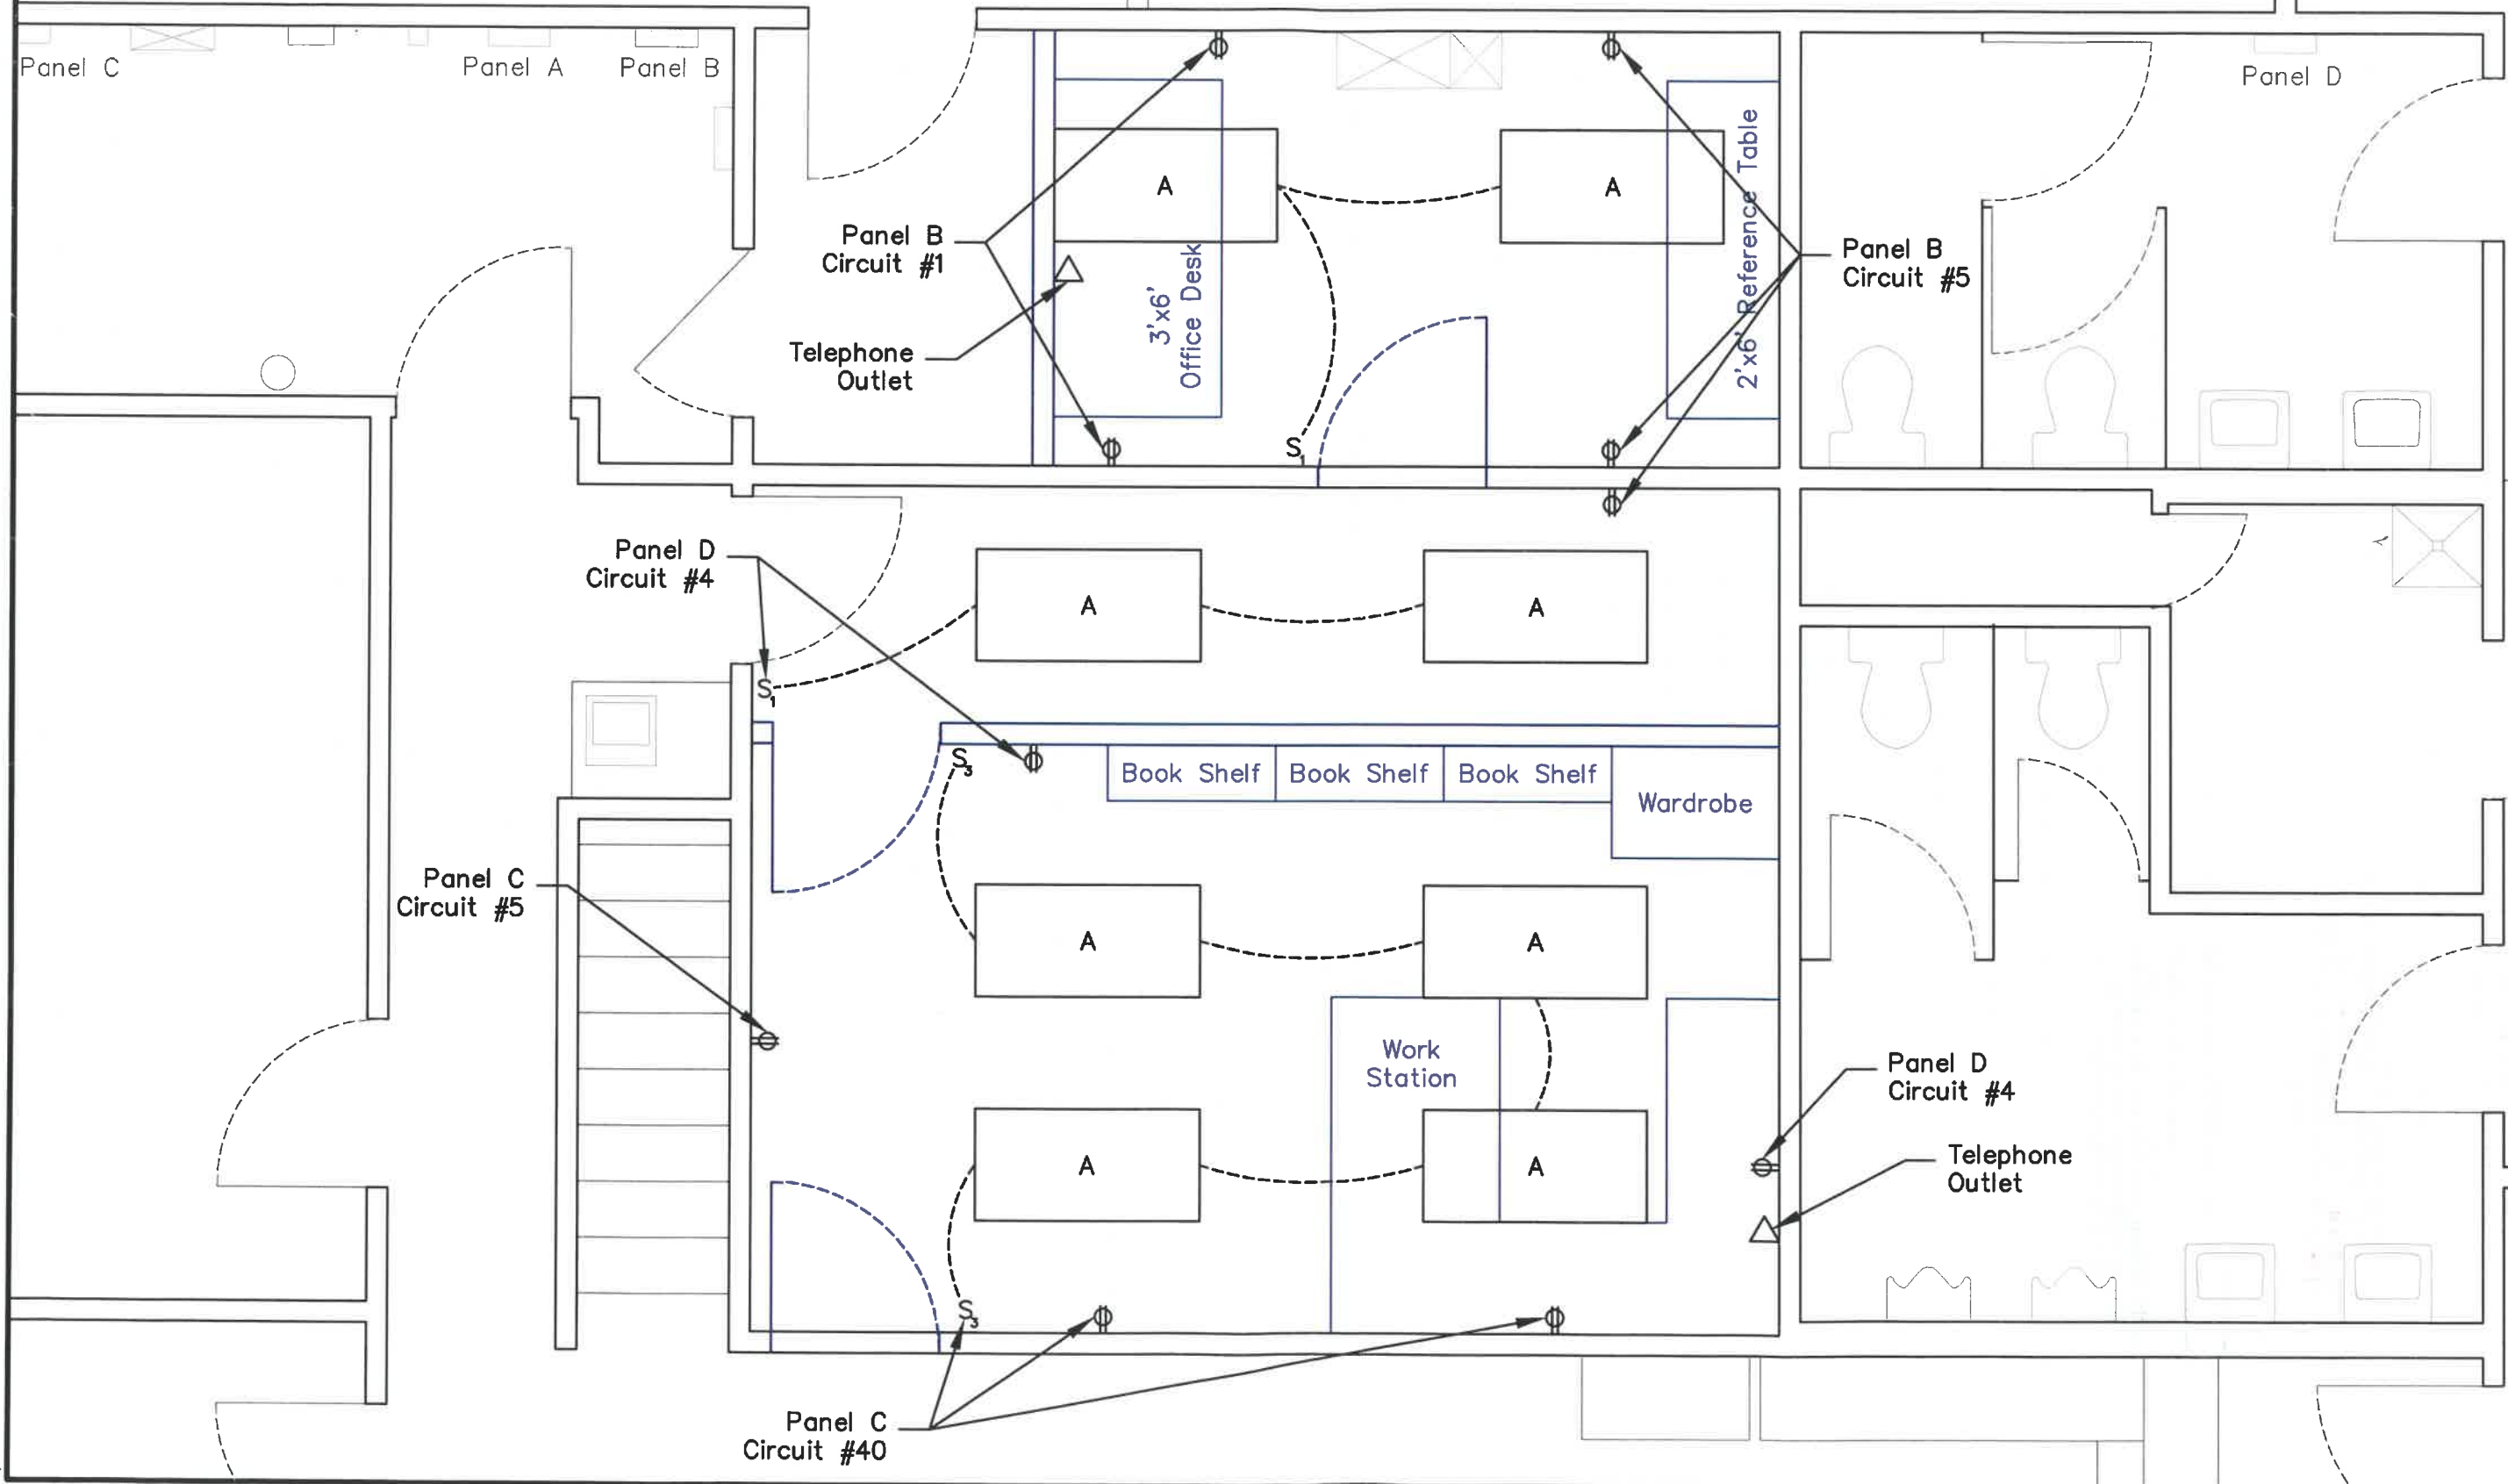 Panel C
Panel A
Panel B
Panel D
A
A
Panel B
Circuit #1
Panel B
Circuit #5
Telephone
Outlet
3'x6'
Office Desk
2'x6' Reference Table
S1
Panel D
Circuit #4
A
A
S1
S3
Book Shelf
Book Shelf
Book Shelf
Wardrobe
Panel C
Circuit #5
A
A
Work
Station
Panel D
Circuit #4
A
A
Telephone
Outlet
S3
Panel C
Circuit #40